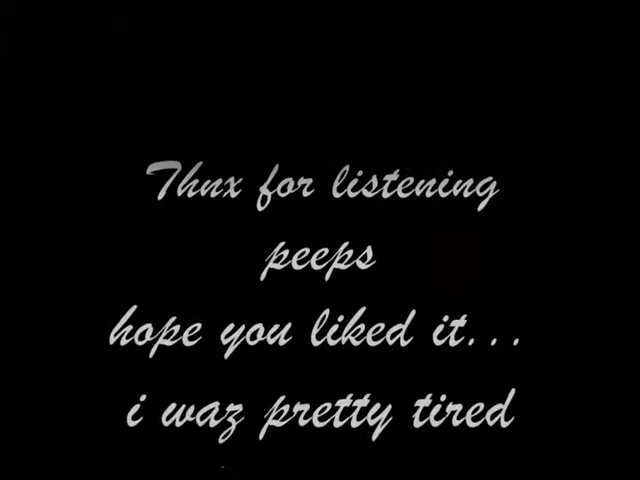 Thnx for listening
peeps
hope you liked it...
i waz pretty tired